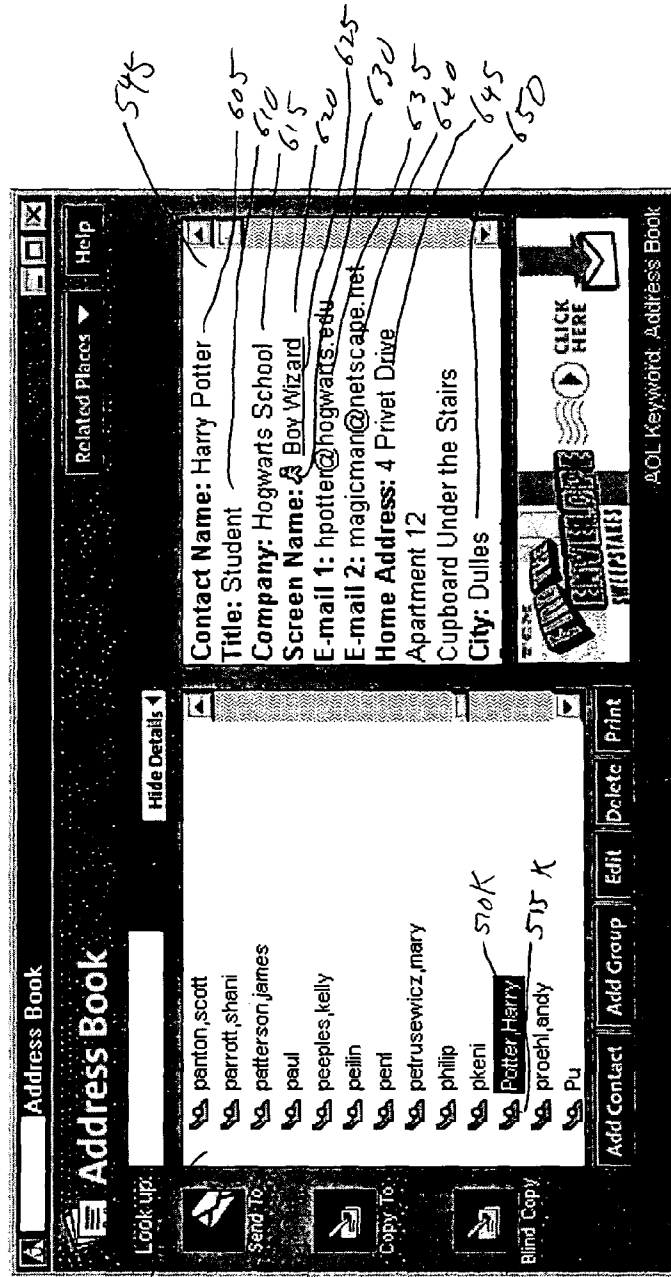 Address Book
Address Book
Related Places
Help
Look up:
Hide Details
Send To
Copy To
Blind Copy
panton,scott
parrott,shani
patterson,james
paul
peeples,kelly
peilin
penl
petrusewicz,mary
philip
pkeni
Potter Harry
proehl,andy
Pu
510K
515K
Add Contact
Add Group
Edit
Delete
Print
Contact Name: Harry Potter
Title: Student
Company: Hogwarts School
Screen Name: Boy Wizard
E-mail 1: hpotter@hogwarts.edu
E-mail 2: magicman@netscape.net
Home Address: 4 Privet Drive
Apartment 12
Cupboard Under the Stairs
City: Dulles
545
605
610
615
620
625
630
635
640
645
650
THE
ENVELOPE
SWEEPSTAKES
CLICK
HERE
AOL Keyword: Address Book